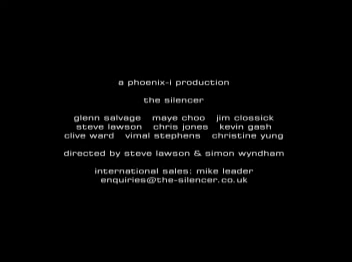 a phoenix-i production
the silencer
glenn salvage maye choo jim clossick
steve lawson chris jones kevin gash
clive ward vimal stephens christine yung
directed by steve lawson & simon wyndham
international sales: mike leader
enquiries@the-silencer.co.uk